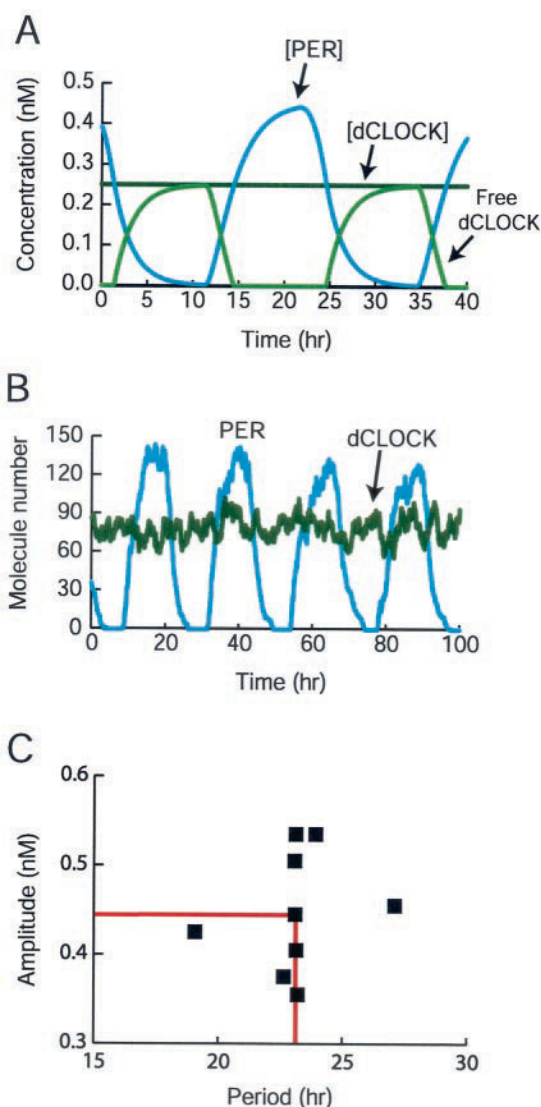 A
[PER]
[dCLOCK]
Free
dCLOCK
Concentration (nM)
0.5
0.4
0.3
0.2
0.1
0.0
0 5 10 15 20 25 30 35 40
Time (hr)
B
PER
dCLOCK
Molecule number
150
120
90
60
30
0
0 20 40 60 80 100
Time (hr)
C
Amplitude (nM)
0.6
0.5
0.4
0.3
15 20 25 30
Period (hr)